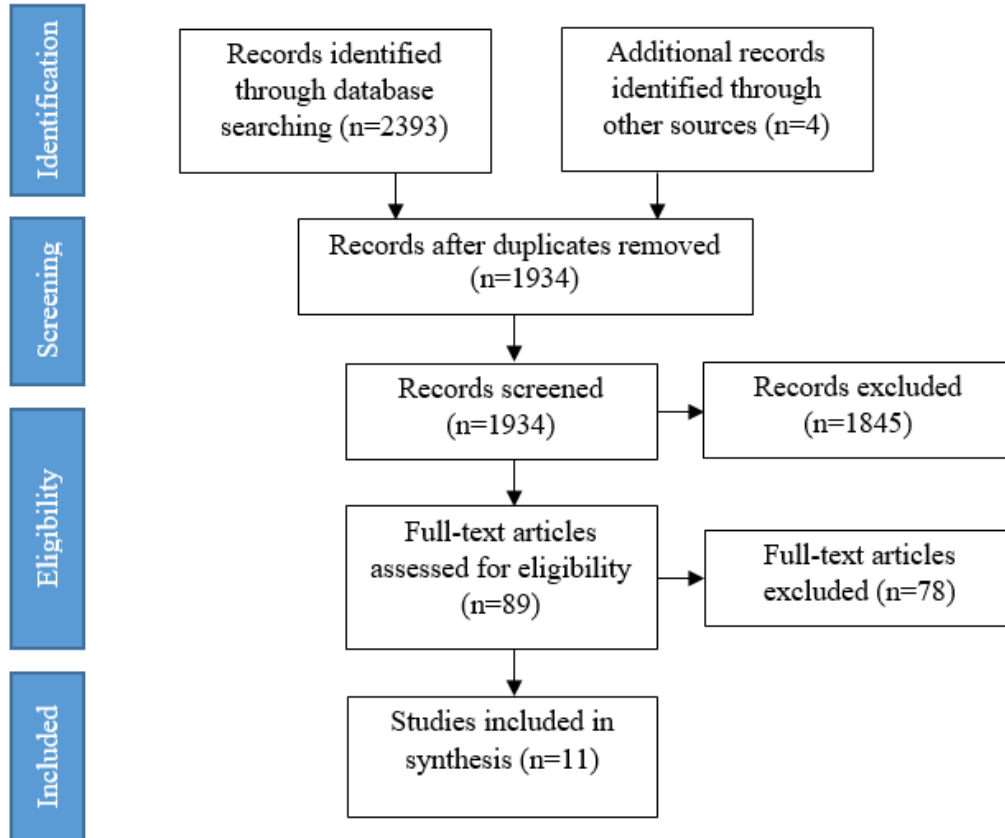 Identification
Records identified
through database
searching (n=2393)
Additional records
identified through
other sources (n=4)
Screening
Records after duplicates removed
(n=1934)
Records screened
(n=1934)
Records excluded
(n=1845)
Eligibility
Full-text articles
assessed for eligibility
(n=89)
Full-text articles
excluded (n=78)
Included
Studies included in
synthesis (n=11)